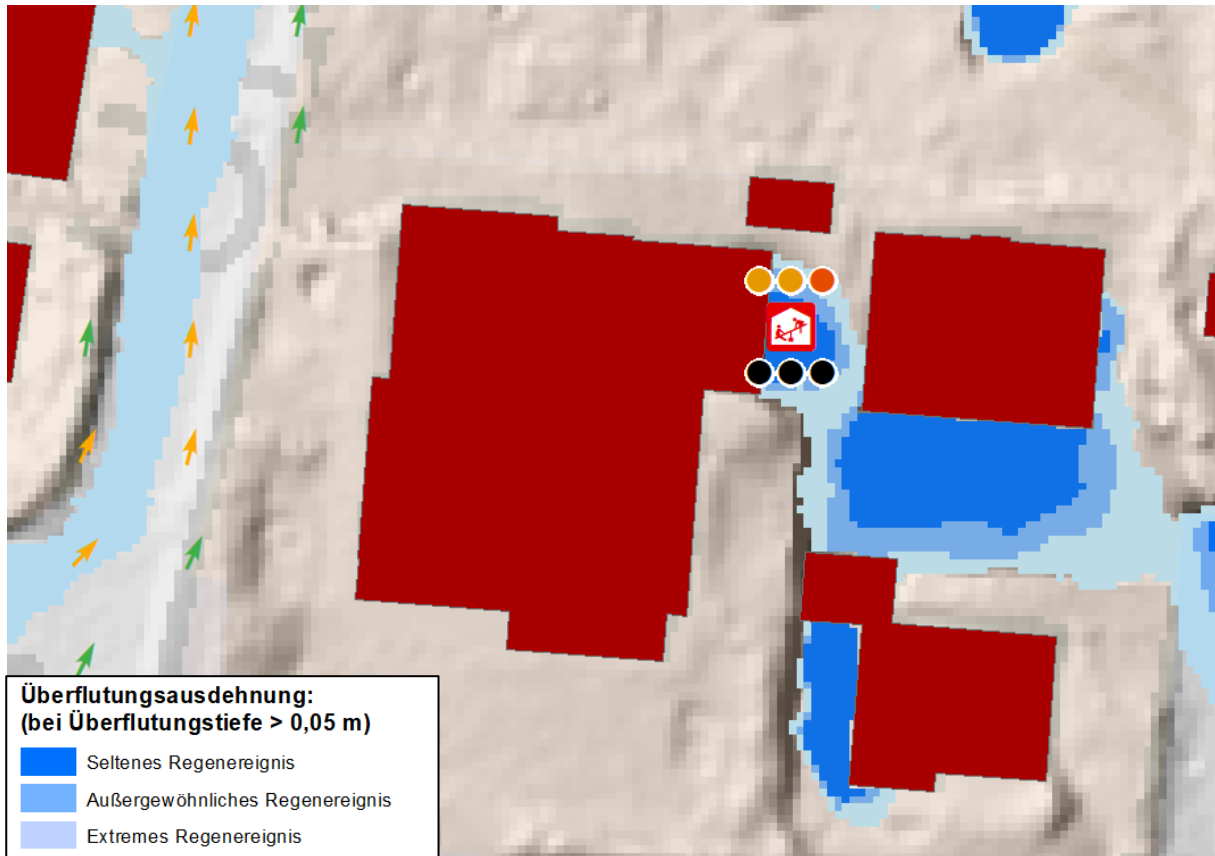 Überflutungsausdehnung:
(bei Überflutungstiefe > 0,05 m)
Seltenes Regenereignis
Außergewöhnliches Regenereignis
Extremes Regenereignis